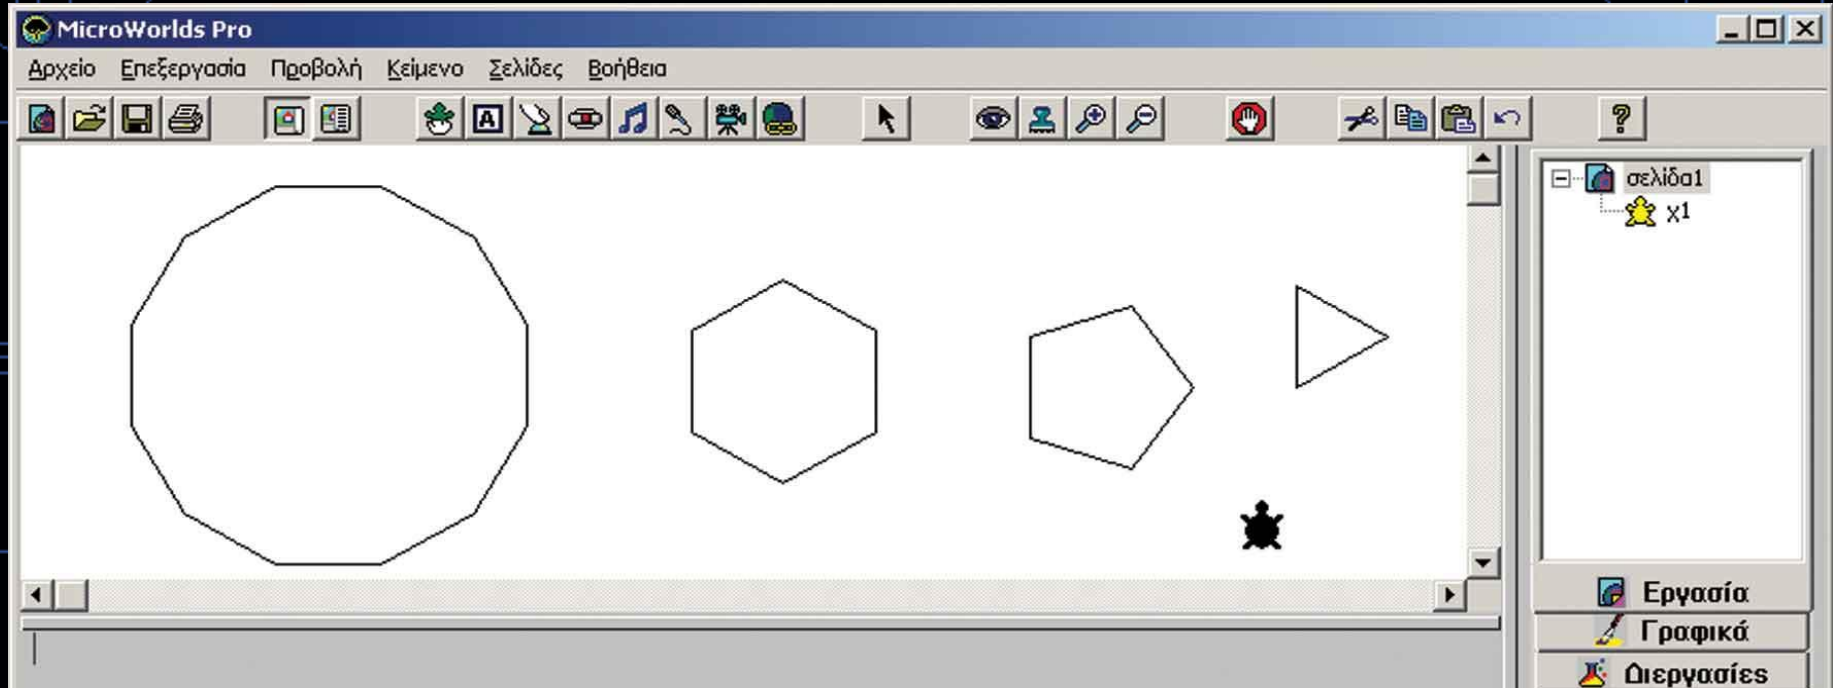 MicroWorlds Pro
Αρχείο Επεξεργασία Προβολή Κείμενο Σελίδες Βοήθεια
A ?
σελίδα1
χ1
Εργασία
Γραφικά
Διεργασίες